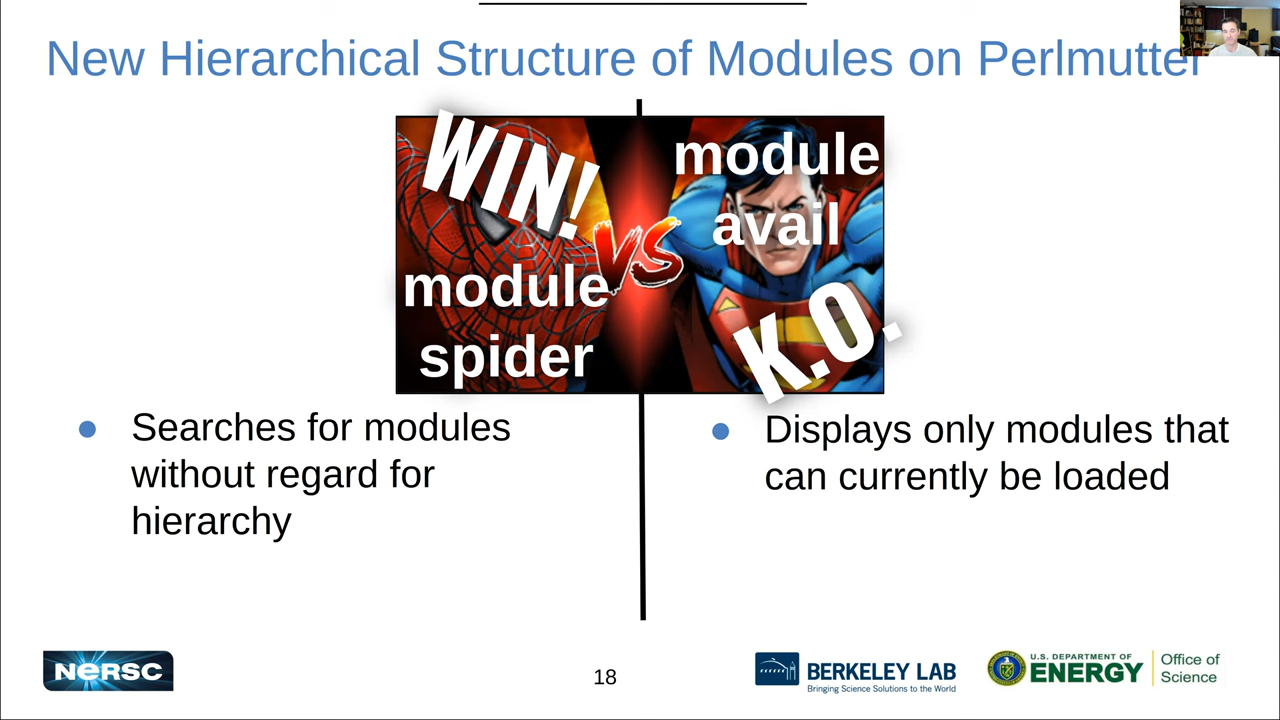 New Hierarchical Structure of Modules on Perlmutter
WIN!
module
spider
VS
module
avail
K.O.
● Searches for modules
without regard for
hierarchy
● Displays only modules that
can currently be loaded
NERSC
18
BERKELEY LAB
Bringing Science Solutions to the World
U.S. DEPARTMENT OF
ENERGY
Office of
Science